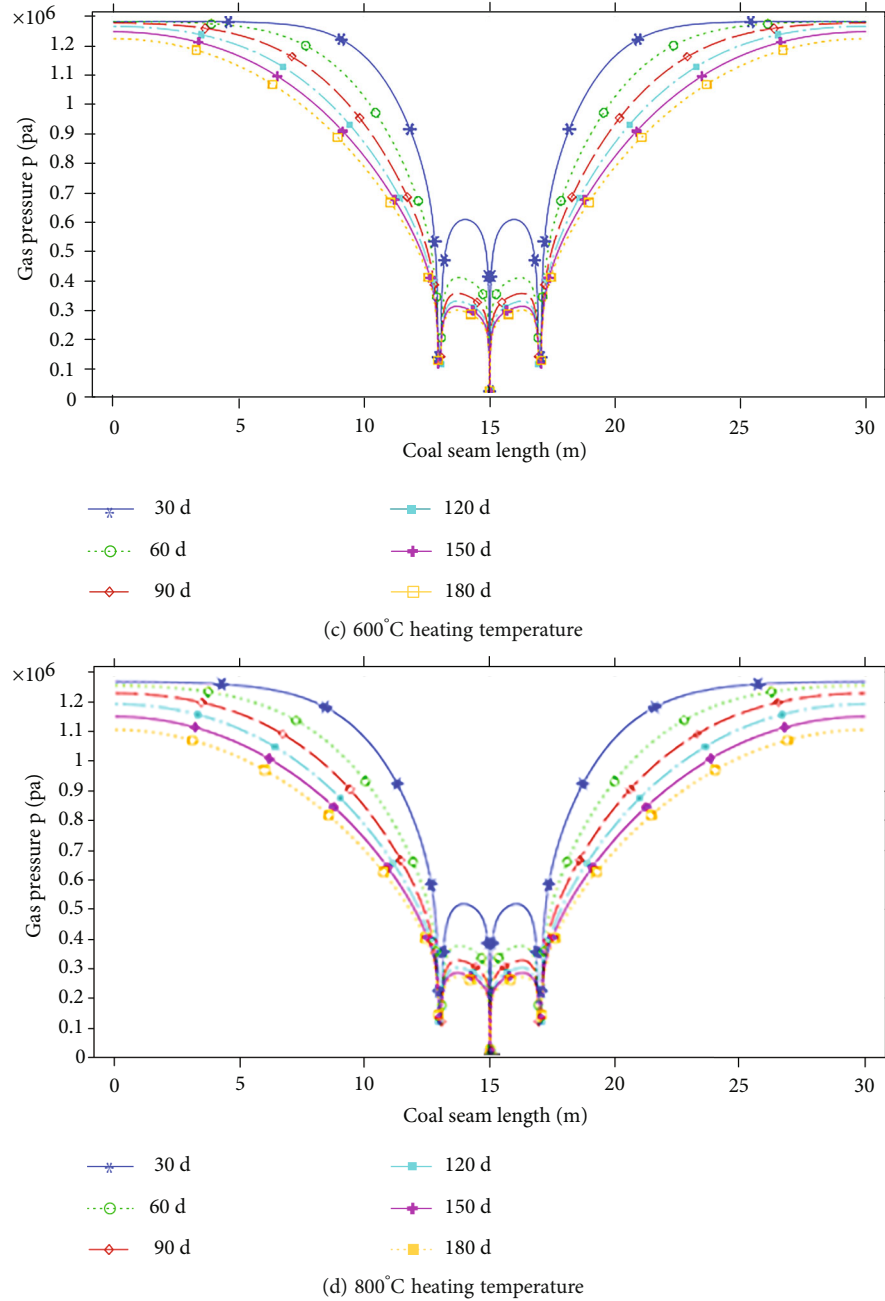 ×10⁶
1.2
1.1
1
0.9
0.8
0.7
0.6
0.5
0.4
0.3
0.2
0.1
0
Gas pressure p (pa)
0 5 10 15 20 25 30
Coal seam length (m)
30 d 120 d
60 d 150 d
90 d 180 d
(c) 600°C heating temperature
×10⁶
1.2
1.1
1
0.9
0.8
0.7
0.6
0.5
0.4
0.3
0.2
0.1
0
Gas pressure p (pa)
0 5 10 15 20 25 30
Coal seam length (m)
30 d 120 d
60 d 150 d
90 d 180 d
(d) 800°C heating temperature